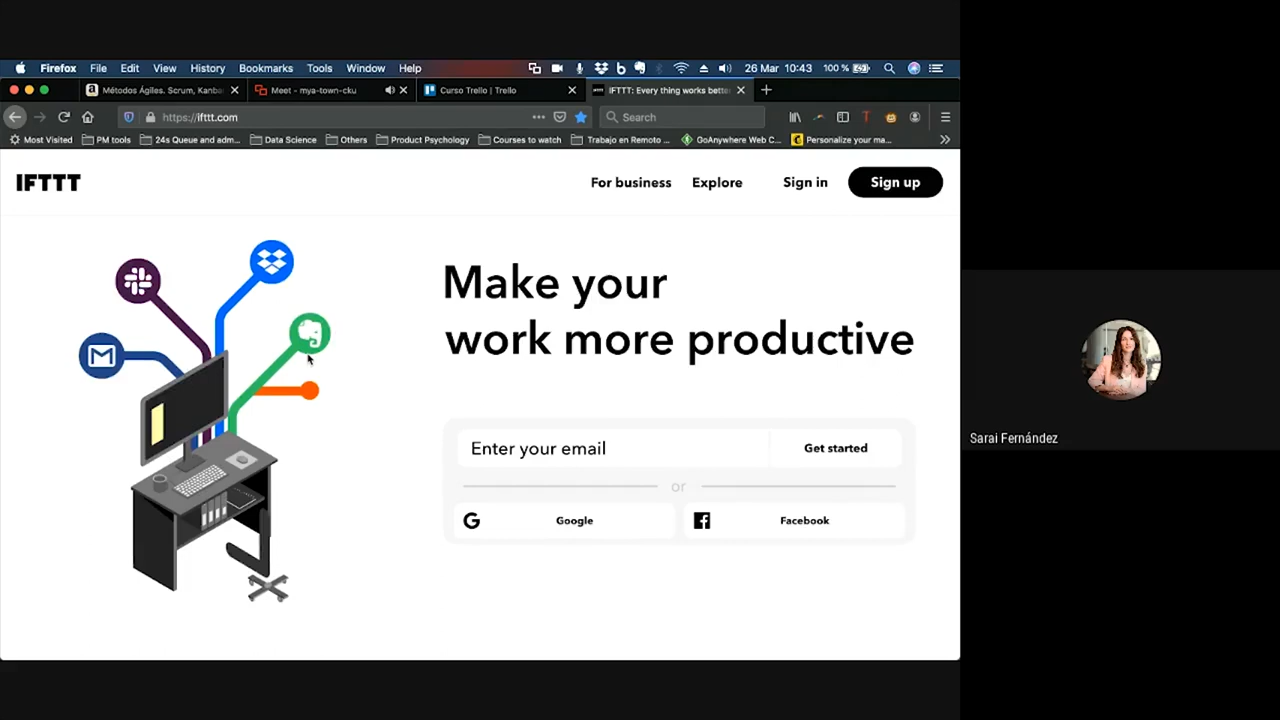 Firefox File Edit View History Bookmarks Tools Window Help 26 Mar 10:43 100 %
Métodos Ágiles. Scrum, Kanba Meet - mya-town-cku Curso Trello | Trello IFTTT: Every thing works bette
https://ifttt.com Search
Most Visited PM tools 24s Queue and adm... Data Science Others Product Psychology Courses to watch Trabajo en Remoto ... GoAnywhere Web C... Personalize your ma...
IFTTT For business Explore Sign in Sign up
Make your
work more productive
Enter your email Get started
or
Google Facebook
Sarai Fernández